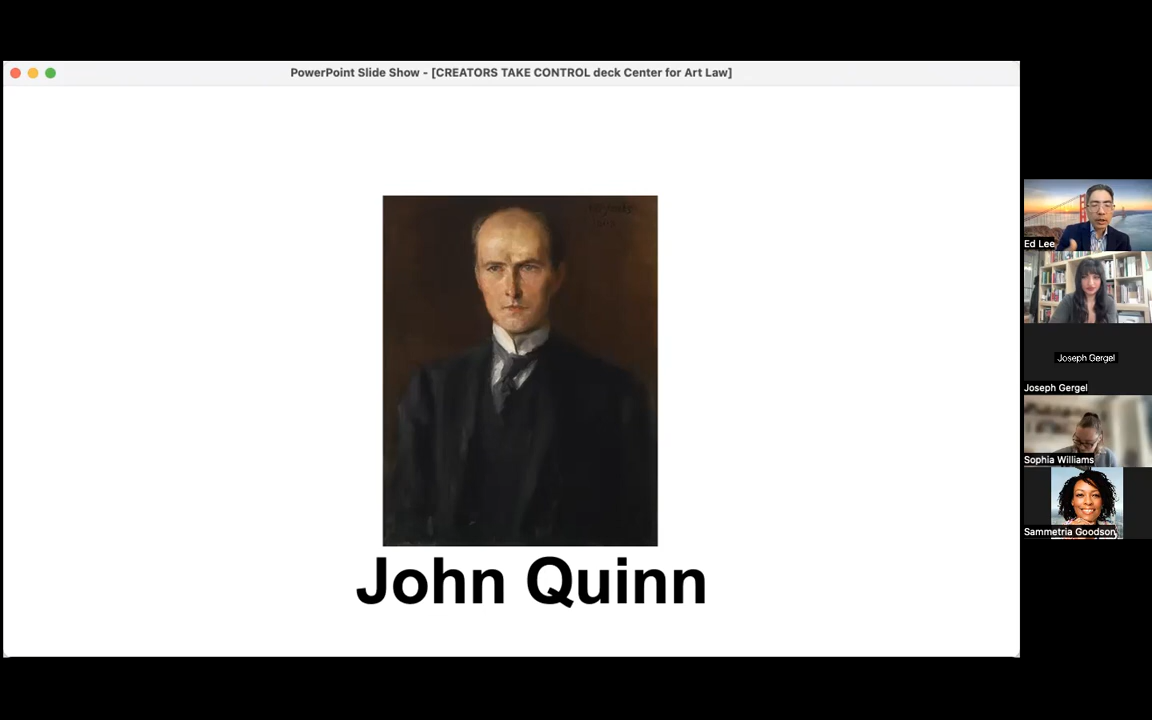 PowerPoint Slide Show - [CREATORS TAKE CONTROL deck Center for Art Law]
John Quinn
Ed Lee
Joseph Gergel
Joseph Gergel
Sophia Williams
Sammetria Goodson